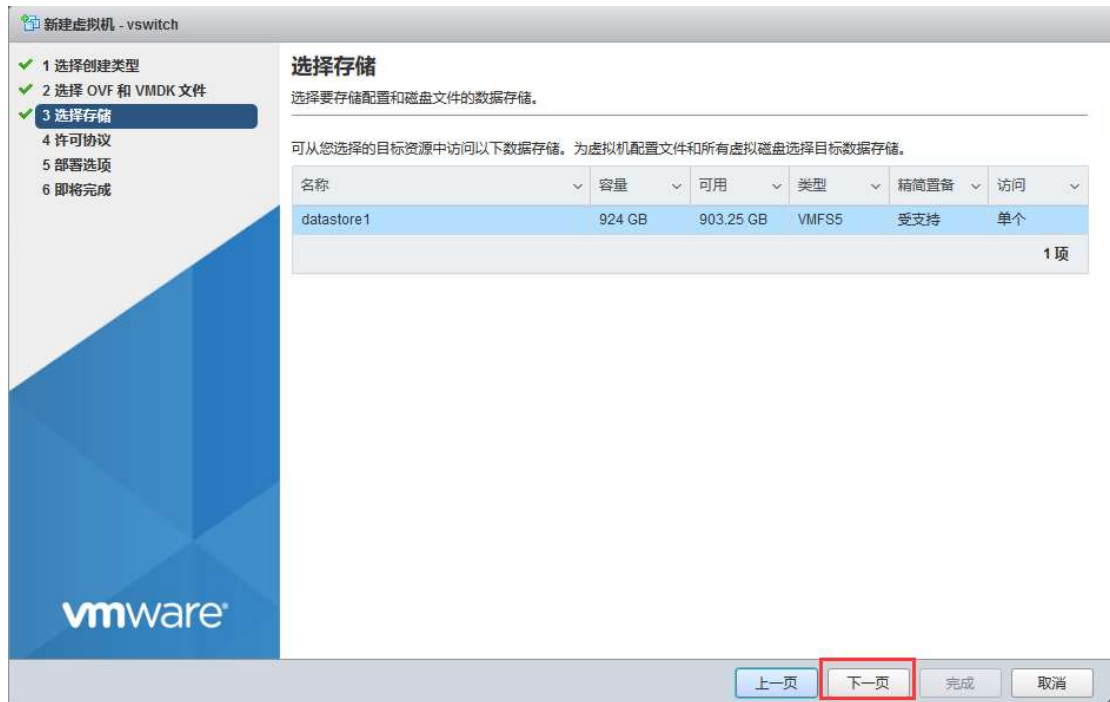 新建虚拟机 - vswitch
1 选择创建类型
2 选择 OVF 和 VMDK 文件
3 选择存储
4 许可协议
5 部署选项
6 即将完成
选择存储
选择要存储配置和磁盘文件的数据存储。
可从您选择的目标资源中访问以下数据存储。为虚拟机配置文件和所有虚拟磁盘选择目标数据存储。
名称 容量 可用 类型 精简置备 访问
datastore1 924 GB 903.25 GB VMFS5 受支持 单个
1 项
vmware
上一页 下一页 完成 取消